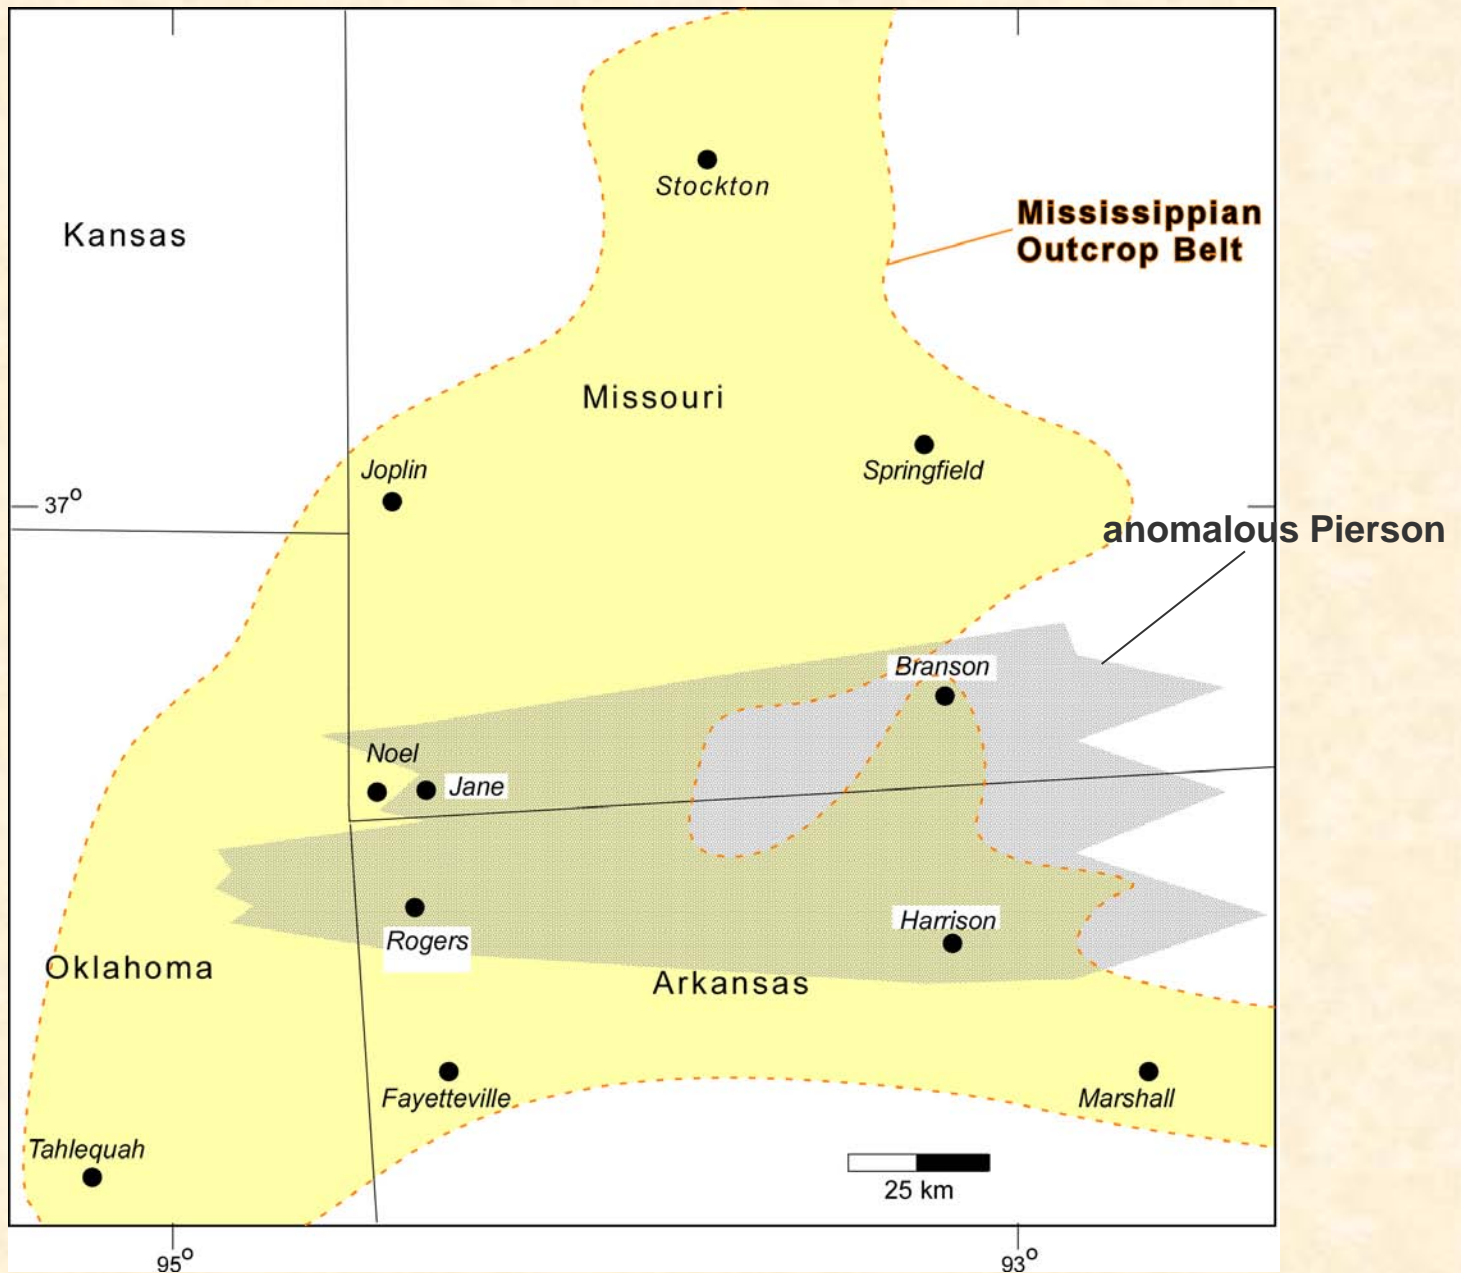 Stockton
Mississippian
Outcrop Belt
Kansas
Missouri
Joplin
Springfield
37°
anomalous Pierson
Branson
Noel
Jane
Harrison
Rogers
Oklahoma
Arkansas
Fayetteville
Marshall
Tahlequah
25 km
95°
93°